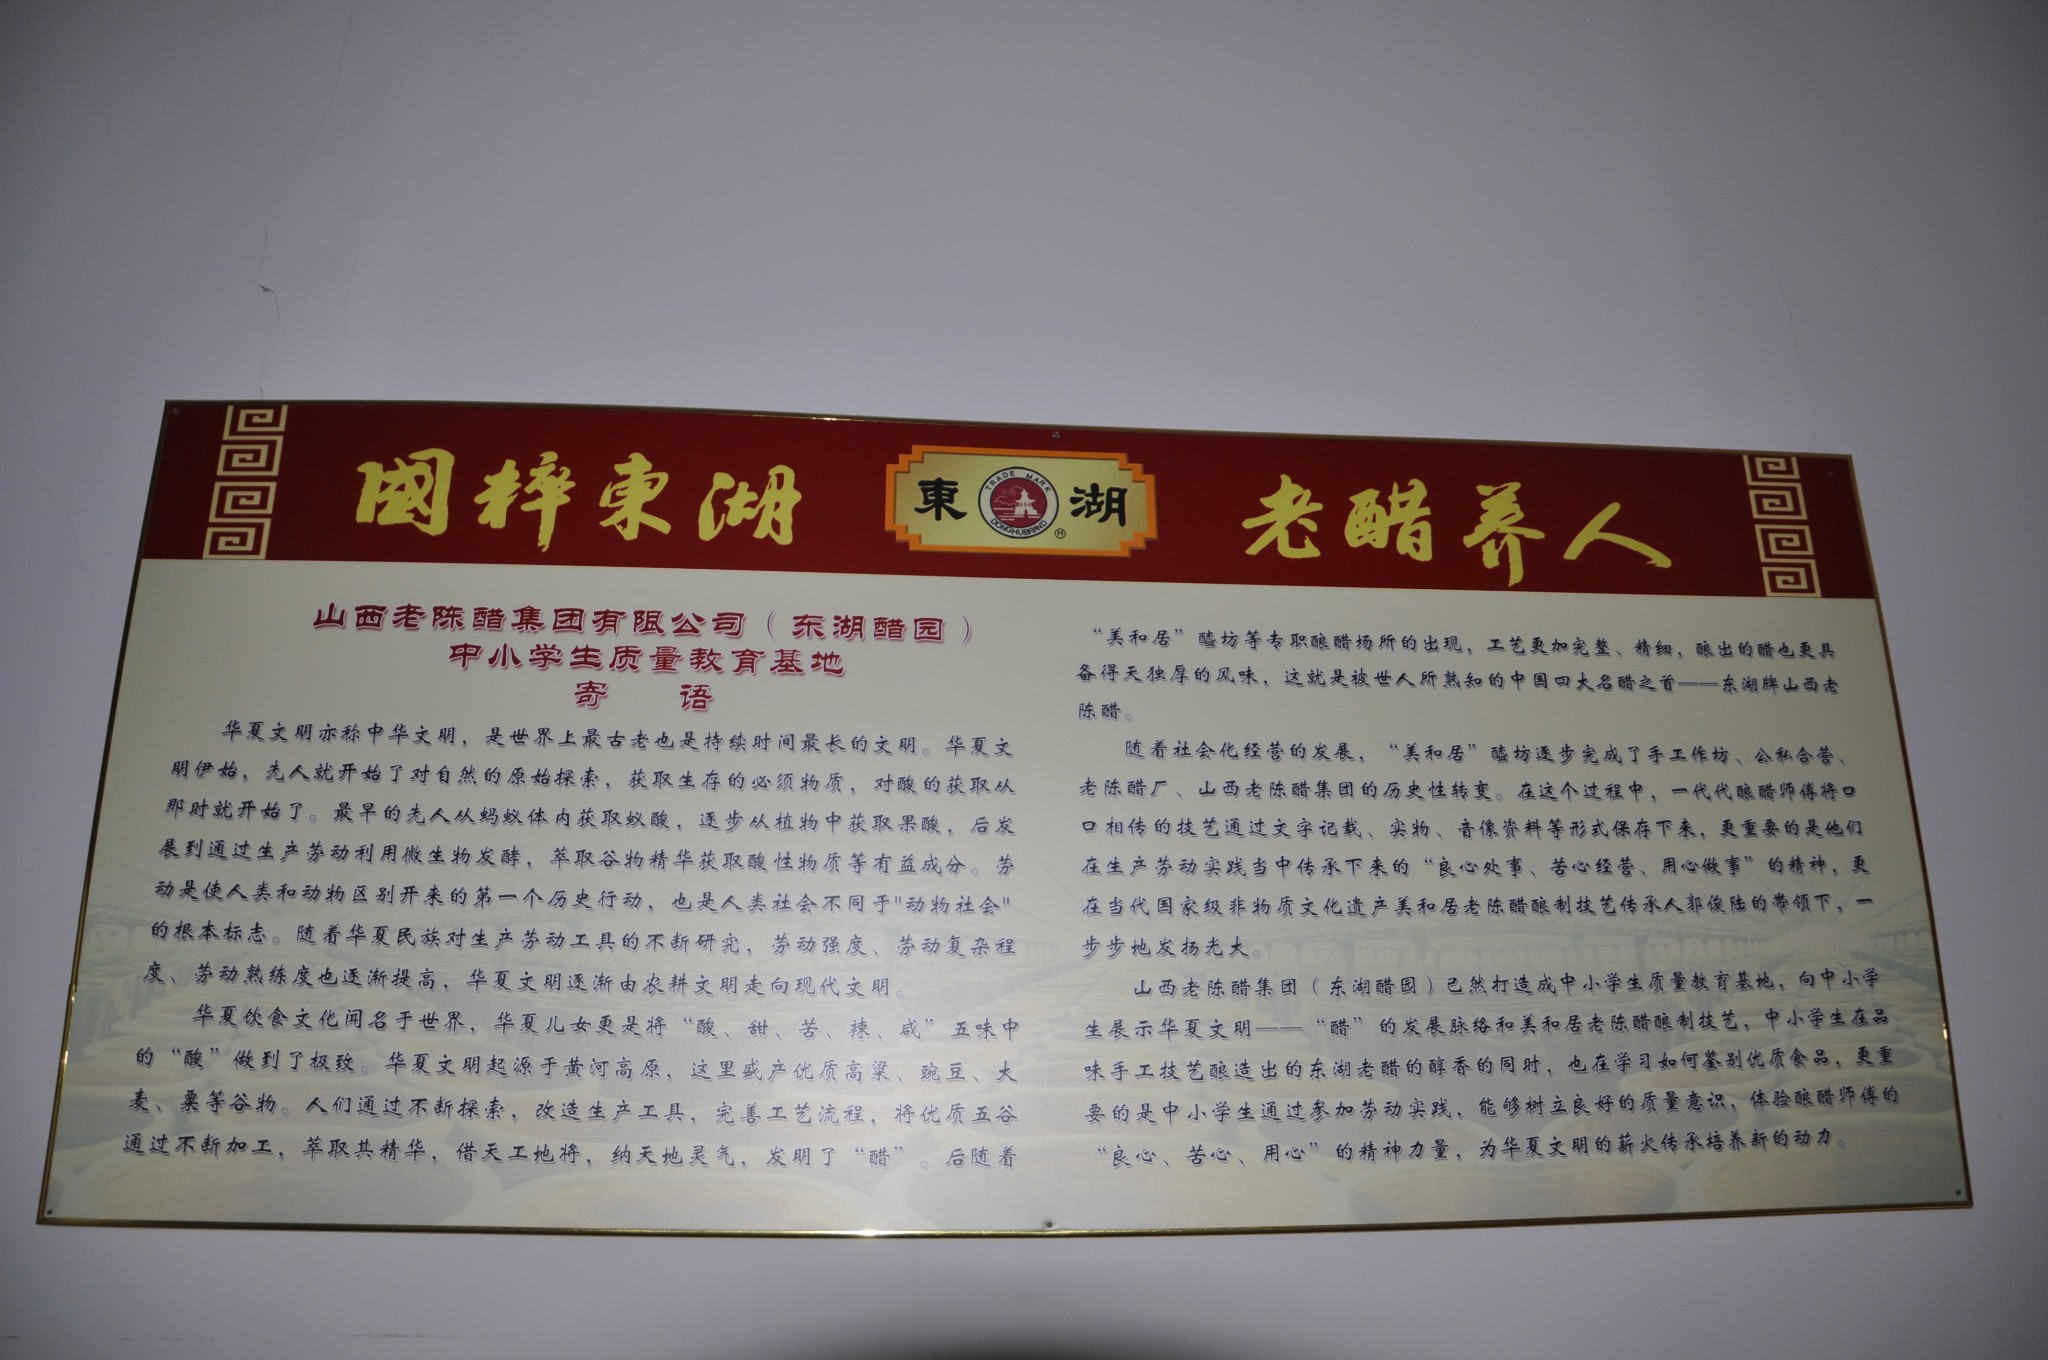 國粹東湖
東湖
TRADE MARK
DONGHUBRAND
老醋养人
山西老陈醋集团有限公司（东湖醋园）
中小学生质量教育基地
寄 语
华夏文明亦称中华文明，是世界上最古老也是持续时间最长的文明。华夏文
明伊始，先人就开始了对自然的原始探索，获取生存的必须物质，对酸的获取从
那时就开始了。最早的先人从蚂蚁体内获取蚁酸，逐步从植物中获取果酸，后发
展到通过生产劳动利用微生物发酵，萃取谷物精华获取酸性物质等有益成分。劳
动是使人类和动物区别开来的第一个历史行动，也是人类社会不同于"动物社会"
的根本标志。随着华夏民族对生产劳动工具的不断研究，劳动强度、劳动复杂程
度、劳动熟练度也逐渐提高，华夏文明逐渐由农耕文明走向现代文明。
华夏饮食文化闻名于世界，华夏儿女更是将“酸、甜、苦、辣、咸”五味中
的“酸”做到了极致。华夏文明起源于黄河高原，这里盛产优质高粱、豌豆、大
麦、粟等谷物。人们通过不断探索，改造生产工具，完善工艺流程，将优质五谷
通过不断加工，萃取其精华，借天工地将，纳天地灵气，发明了“醋”。后随着
“美和居”醯坊等专职酿醋场所的出现，工艺更加完整、精细，酿出的醋也更具
备得天独厚的风味，这就是被世人所熟知的中国四大名醋之首——东湖牌山西老
陈醋。
随着社会化经营的发展，“美和居”醯坊逐步完成了手工作坊、公私合营、
老陈醋厂、山西老陈醋集团的历史性转变。在这个过程中，一代代酿醋师傅将口
口相传的技艺通过文字记载、实物、音像资料等形式保存下来，更重要的是他们
在生产劳动实践当中传承下来的“良心处事、苦心经营、用心做事”的精神，更
在当代国家级非物质文化遗产美和居老陈醋酿制技艺传承人郭俊陆的带领下，一
步步地发扬光大。
山西老陈醋集团（东湖醋园）已然打造成中小学生质量教育基地，向中小学
生展示华夏文明——“醋”的发展脉络和美和居老陈醋酿制技艺，中小学生在品
味手工技艺酿造出的东湖老醋的醇香的同时，也在学习如何鉴别优质食品，更重
要的是中小学生通过参加劳动实践，能够树立良好的质量意识，体验酿醋师傅的
“良心、苦心、用心”的精神力量，为华夏文明的薪火传承培养新的动力。